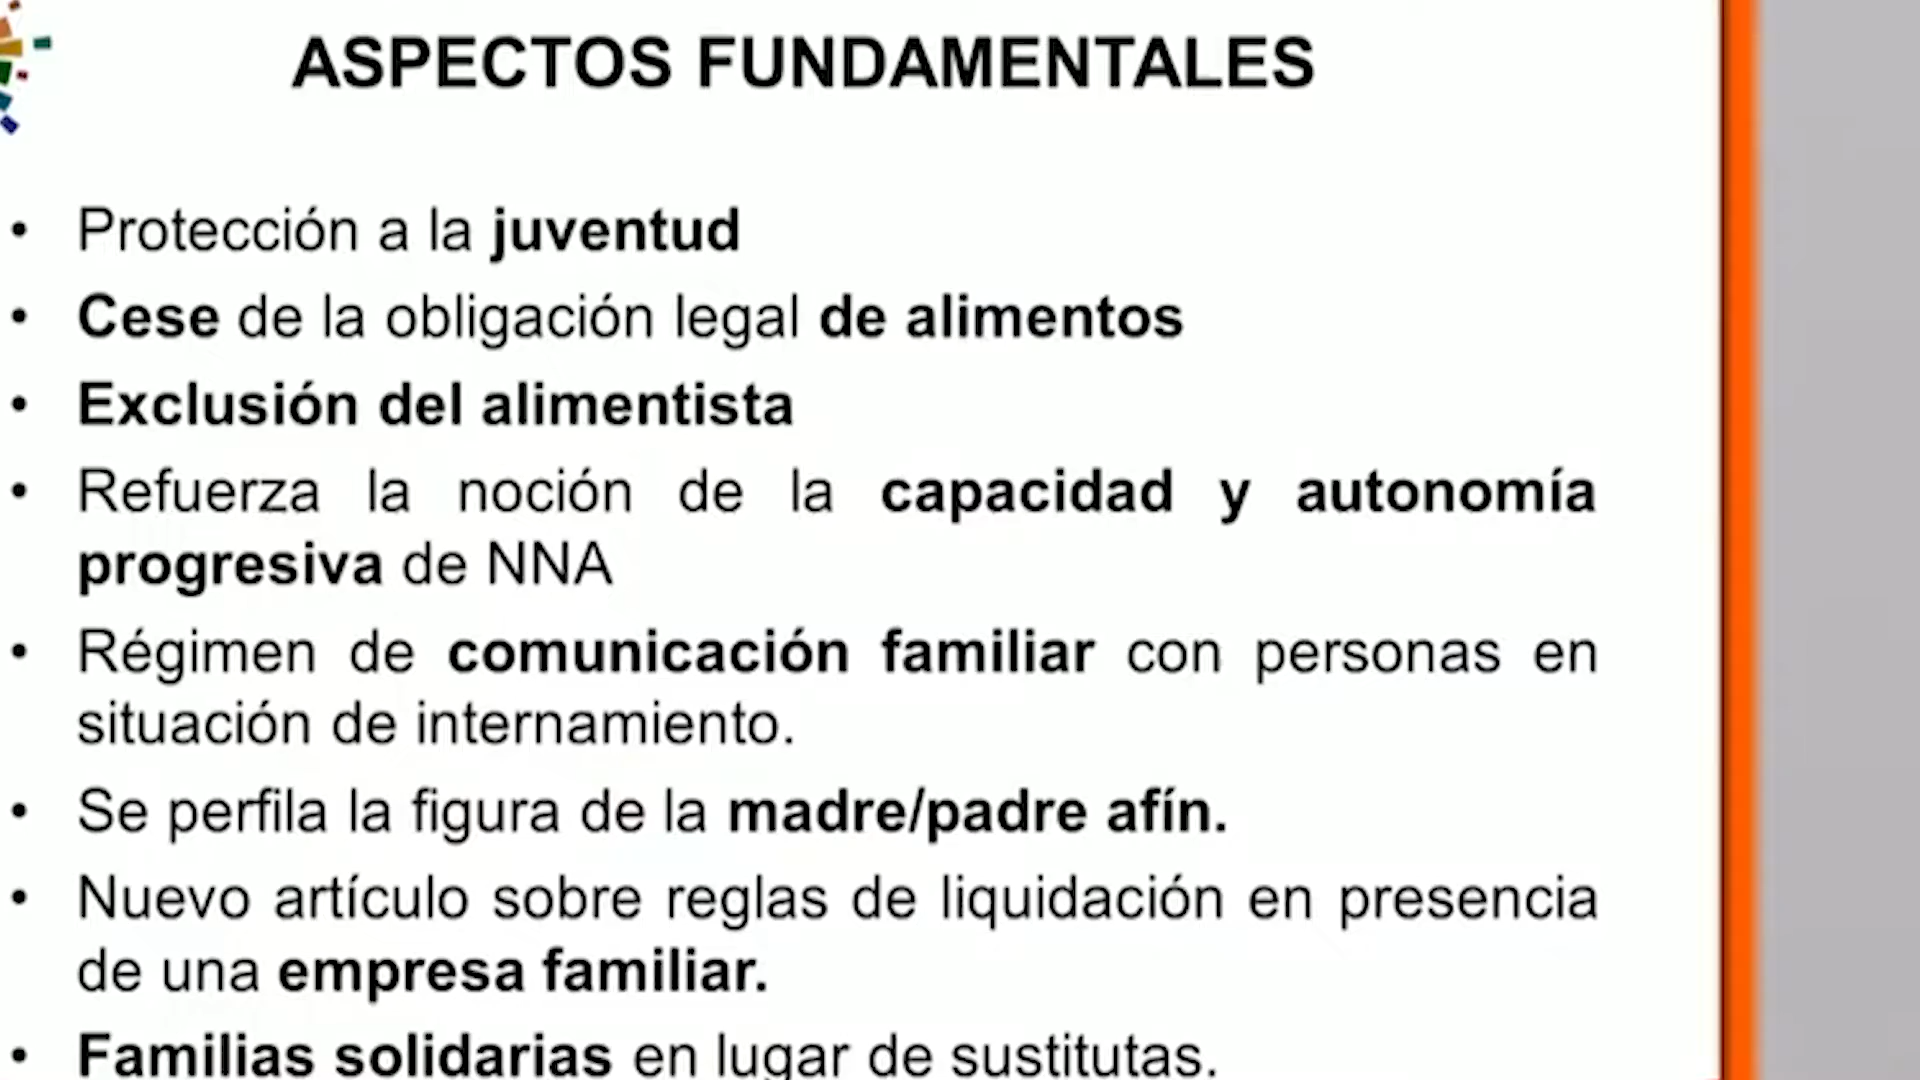 ASPECTOS FUNDAMENTALES
• Protección a la juventud
• Cese de la obligación legal de alimentos
• Exclusión del alimentista
• Refuerza la noción de la capacidad y autonomía
progresiva de NNA
• Régimen de comunicación familiar con personas en
situación de internamiento.
• Se perfila la figura de la madre/padre afín.
• Nuevo artículo sobre reglas de liquidación en presencia
de una empresa familiar.
• Familias solidarias en lugar de sustitutas.